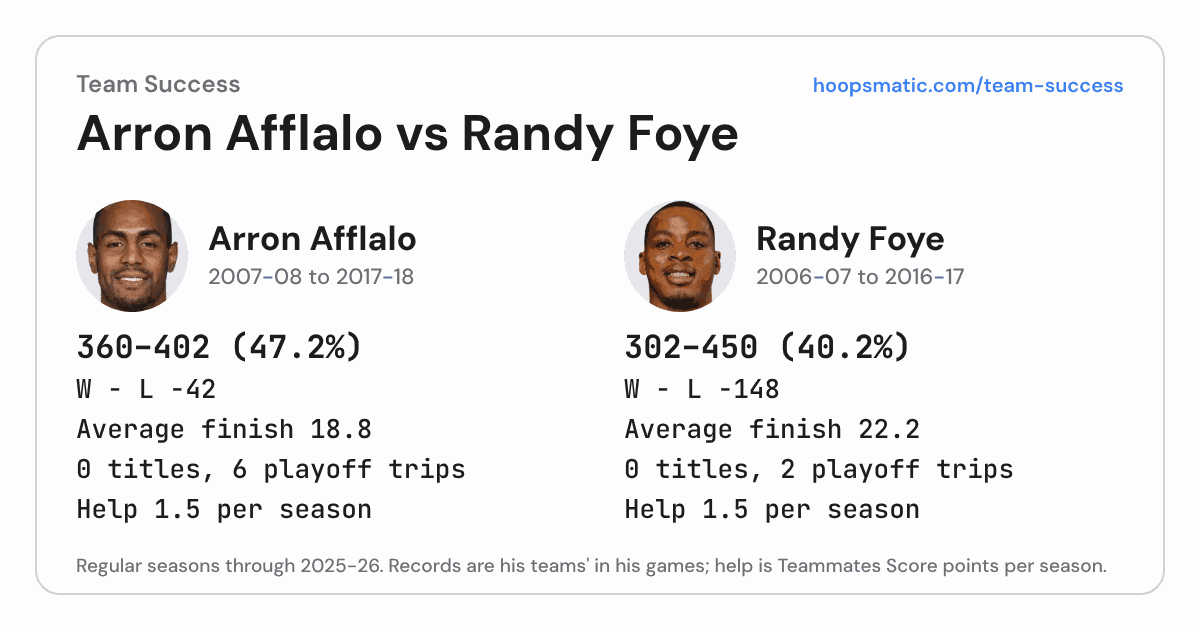 Team Success
hoopsmatic.com/team-success
Arron Afflalo vs Randy Foye
Arron Afflalo
2007-08 to 2017-18
360-402 (47.2%)
W - L -42
Average finish 18.8
0 titles, 6 playoff trips
Help 1.5 per season
Randy Foye
2006-07 to 2016-17
302-450 (40.2%)
W - L -148
Average finish 22.2
0 titles, 2 playoff trips
Help 1.5 per season
Regular seasons through 2025-26. Records are his teams' in his games; help is Teammates Score points per season.